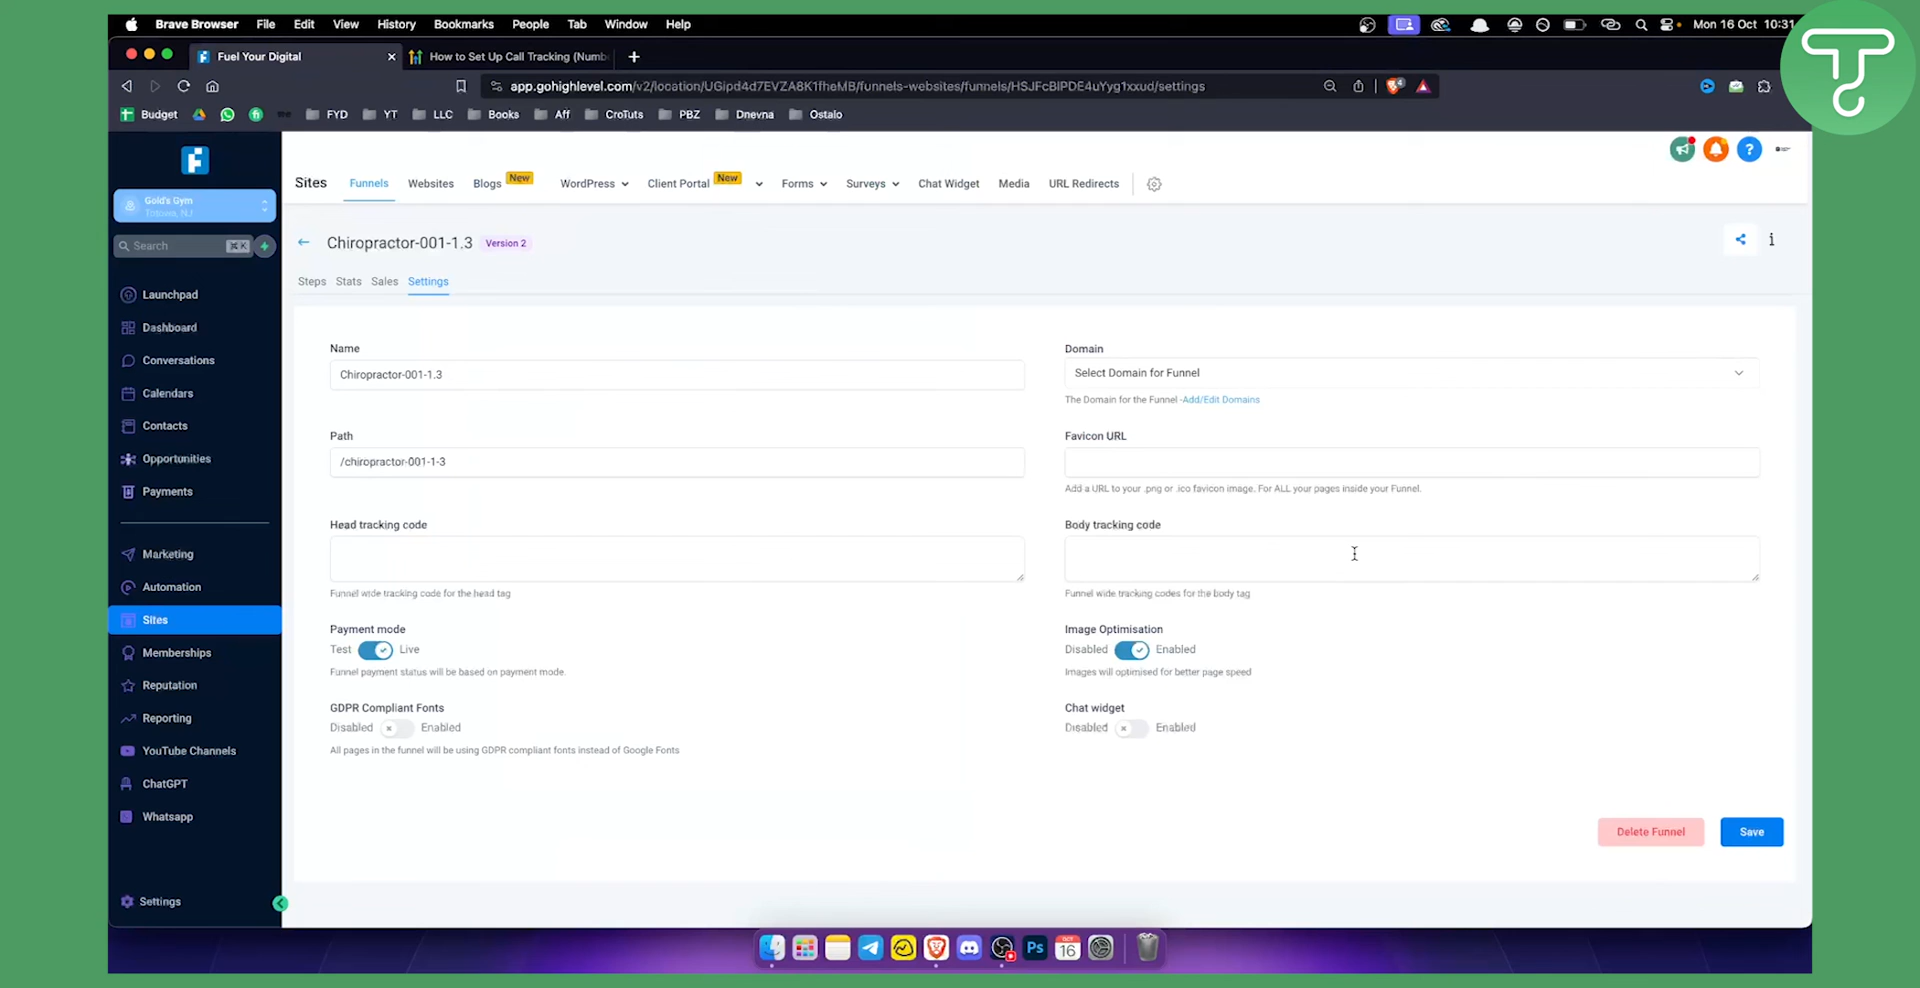 Brave Browser File Edit View History Bookmarks People Tab Window Help Mon 16 Oct 10:31
Fuel Your Digital How to Set Up Call Tracking (Numb
app.gohighlevel.com/v2/location/UGipd4d7EVZA8K1fheMB/funnels-websites/funnels/HSJFcBlPDE4uYyg1xxud/settings
Budget FYD YT LLC Books Aff CroTuts PBZ Dnevna Ostalo
Gold's Gym
Totowa, NJ
Search ⌘K
Launchpad
Dashboard
Conversations
Calendars
Contacts
Opportunities
Payments
Marketing
Automation
Sites
Memberships
Reputation
Reporting
YouTube Channels
ChatGPT
Whatsapp
Settings
Sites Funnels Websites Blogs New WordPress Client Portal New Forms Surveys Chat Widget Media URL Redirects
Chiropractor-001-1.3 Version 2
Steps Stats Sales Settings
Name
Chiropractor-001-1.3
Domain
Select Domain for Funnel
The Domain for the Funnel -Add/Edit Domains
Path
/chiropractor-001-1-3
Favicon URL
Add a URL to your .png or .ico favicon image. For ALL your pages inside your Funnel.
Head tracking code
Funnel wide tracking code for the head tag
Body tracking code
Funnel wide tracking codes for the body tag
Payment mode
Test Live
Funnel payment status will be based on payment mode.
Image Optimisation
Disabled Enabled
Images will optimised for better page speed
GDPR Compliant Fonts
Disabled Enabled
All pages in the funnel will be using GDPR compliant fonts instead of Google Fonts
Chat widget
Disabled Enabled
Delete Funnel Save
Ps OCT 16